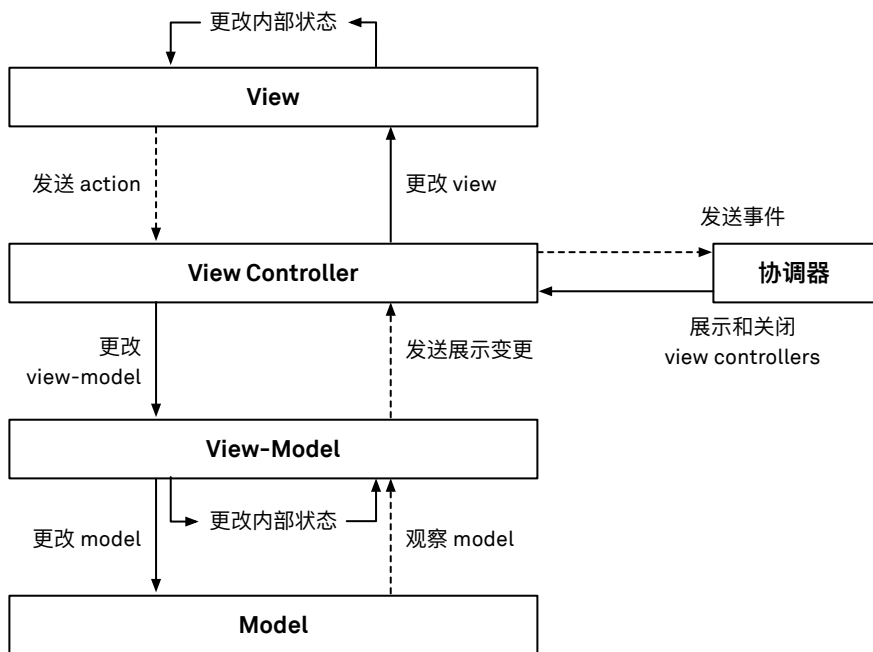 更改内部状态
View
发送 action
更改 view
发送事件
View Controller
协调器
更改
view-model
发送展示变更
展示和关闭
view controllers
View-Model
更改内部状态
更改 model
观察 model
Model